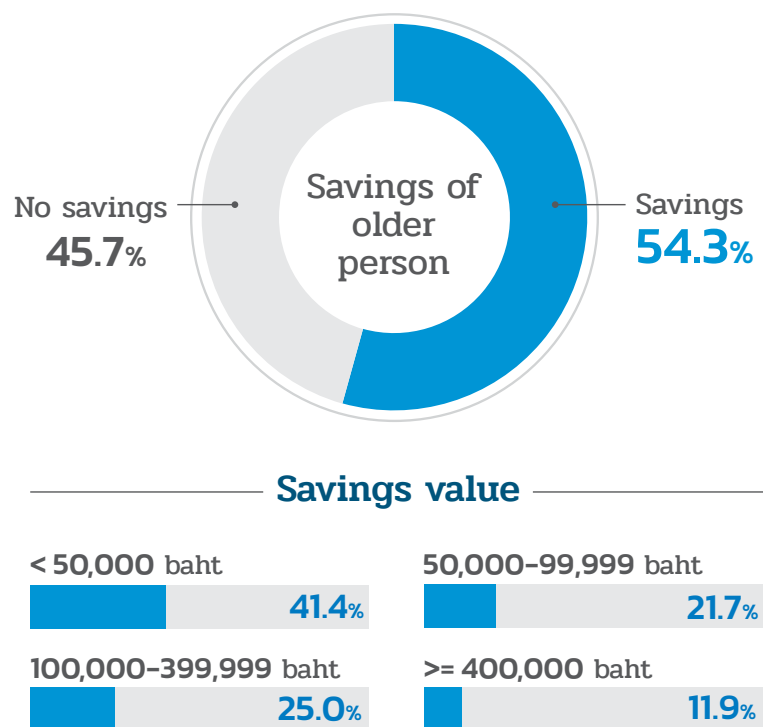 Savings of
older
person
No savings
45.7%
Savings
54.3%
Savings value
< 50,000 baht
41.4%
50,000-99,999 baht
21.7%
100,000-399,999 baht
25.0%
>= 400,000 baht
11.9%